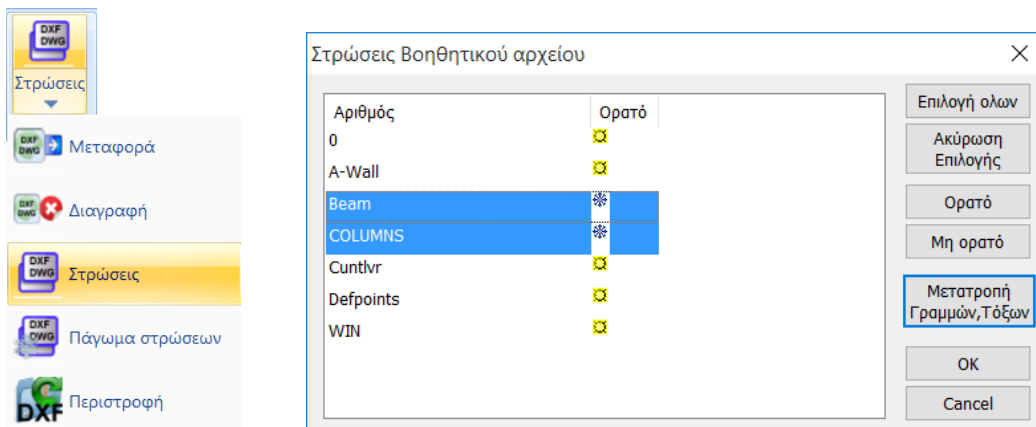 DXF
DWG
Στρώσεις
DXF
DWG
Μεταφορά
DXF
DWG
Διαγραφή
DXF
DWG
Στρώσεις
DXF
DWG
Πάγωμα στρώσεων
DXF
Περιστροφή
Στρώσεις Βοηθητικού αρχείου
Αριθμός Ορατό
0
A-Wall
Beam
COLUMNS
Cuntlvr
Defpoints
WIN
Επιλογή ολων
Ακύρωση
Επιλογής
Ορατό
Μη ορατό
Μετατροπή
Γραμμών,Τόξων
OK
Cancel